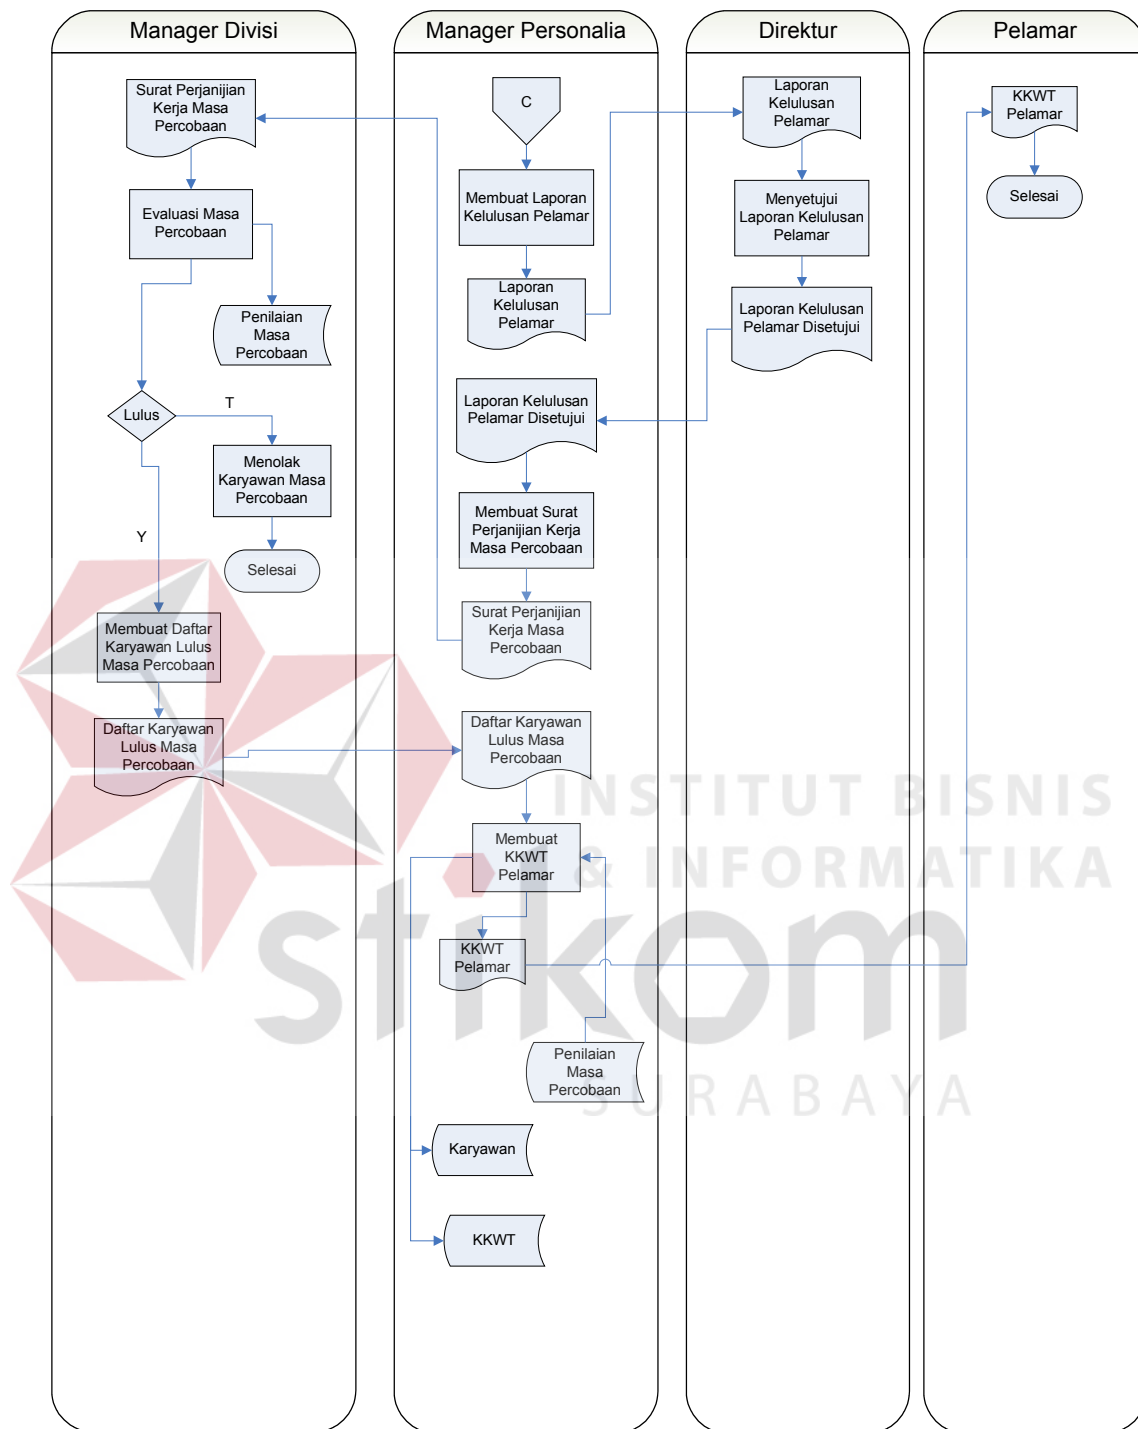 Manager Divisi
Manager Personalia
Direktur
Pelamar
Surat Perjanijian
Kerja Masa
Percobaan
Evaluasi Masa
Percobaan
Penilaian
Masa
Percobaan
Lulus
T
Menolak
Karyawan Masa
Percobaan
Y
Selesai
Membuat Daftar
Karyawan Lulus
Masa Percobaan
Daftar Karyawan
Lulus Masa
Percobaan
C
Membuat Laporan
Kelulusan Pelamar
Laporan
Kelulusan
Pelamar
Laporan Kelulusan
Pelamar Disetujui
Membuat Surat
Perjanijian Kerja
Masa Percobaan
Surat Perjanijian
Kerja Masa
Percobaan
Daftar Karyawan
Lulus Masa
Percobaan
Membuat
KKWT
Pelamar
KKWT
Pelamar
Penilaian
Masa
Percobaan
Karyawan
KKWT
Laporan
Kelulusan
Pelamar
Menyetujui
Laporan Kelulusan
Pelamar
Laporan Kelulusan
Pelamar Disetujui
KKWT
Pelamar
Selesai
INSTITUT BISNIS
& INFORMATIKA
stikom
SURABAYA